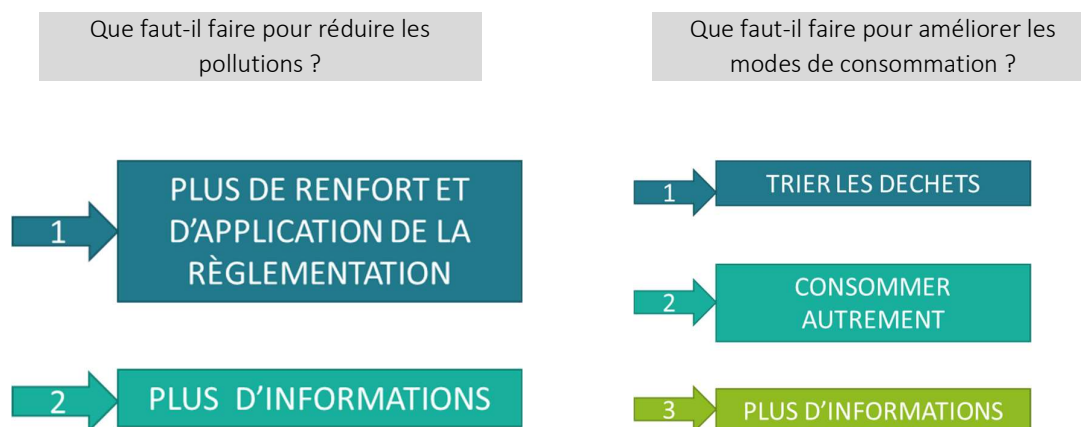 Que faut-il faire pour réduire les
pollutions ?
1
PLUS DE RENFORT ET
D'APPLICATION DE LA
RÈGLEMENTATION
2
PLUS D'INFORMATIONS
Que faut-il faire pour améliorer les
modes de consommation ?
1
TRIER LES DECHETS
2
CONSOMMER
AUTREMENT
3
PLUS D'INFORMATIONS